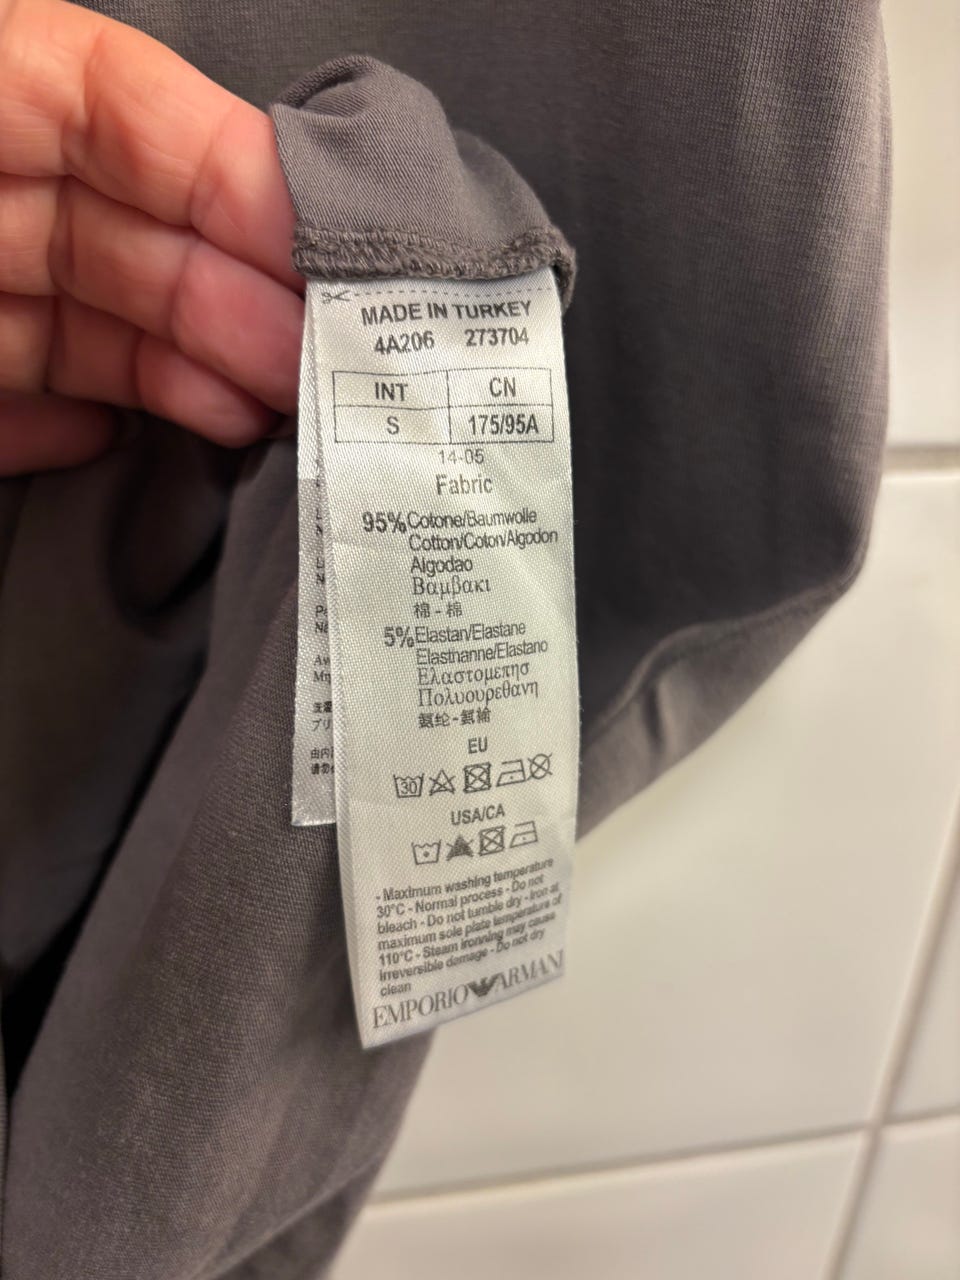 MADE IN TURKEY
4A206 273704
INT CN
S 175/95A
14-05
Fabric
95% Cotone/Baumwolle
Cotton/Coton/Algodon
Algodao
Βαμβακι
棉 - 棉
5% Elastan/Elastane
Elasthanne/Elastano
Ελαστομεπησ
Πολυουρεθανη
氨纶-氨綸
EU
30
USA/CA
- Maximum washing temperature
30°C - Normal process - Do not
bleach - Do not tumble dry - Iron at
maximum sole plate temperature of
110°C - Steam ironning may cause
irreversible damage - Do not dry
clean
EMPORIO ARMANI